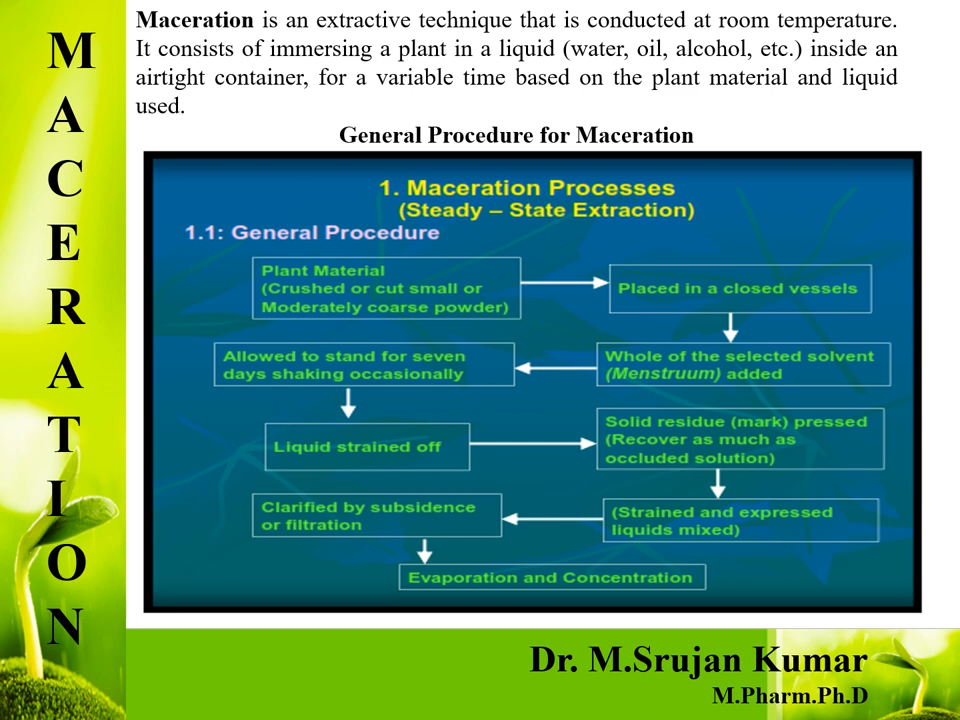 MACERATION
Maceration is an extractive technique that is conducted at room temperature.
It consists of immersing a plant in a liquid (water, oil, alcohol, etc.) inside an
airtight container, for a variable time based on the plant material and liquid
used.
General Procedure for Maceration
1. Maceration Processes
(Steady – State Extraction)
1.1: General Procedure
Plant Material
(Crushed or cut small or
Moderately coarse powder)
Placed in a closed vessels
Whole of the selected solvent
(Menstruum) added
Allowed to stand for seven
days shaking occasionally
Liquid strained off
Solid residue (mark) pressed
(Recover as much as
occluded solution)
(Strained and expressed
liquids mixed)
Clarified by subsidence
or filtration
Evaporation and Concentration
Dr. M.Srujan Kumar
M.Pharm.Ph.D